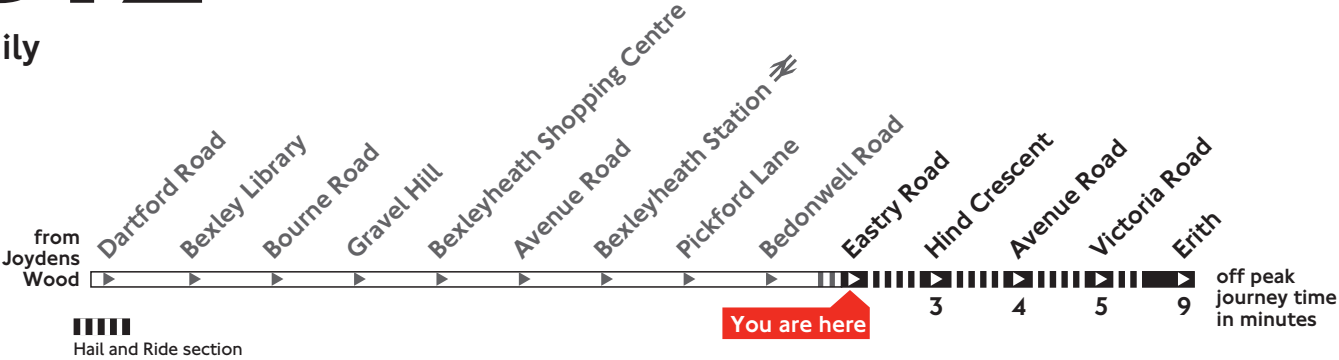 ily
from
Joydens
Wood
Dartford Road
Bexley Library
Bourne Road
Gravel Hill
Bexleyheath Shopping Centre
Avenue Road
Bexleyheath Station
Pickford Lane
Bedonwell Road
Eastry Road
Hind Crescent
Avenue Road
Victoria Road
Erith
You are here
3
4
5
9
off peak
journey time
in minutes
Hail and Ride section